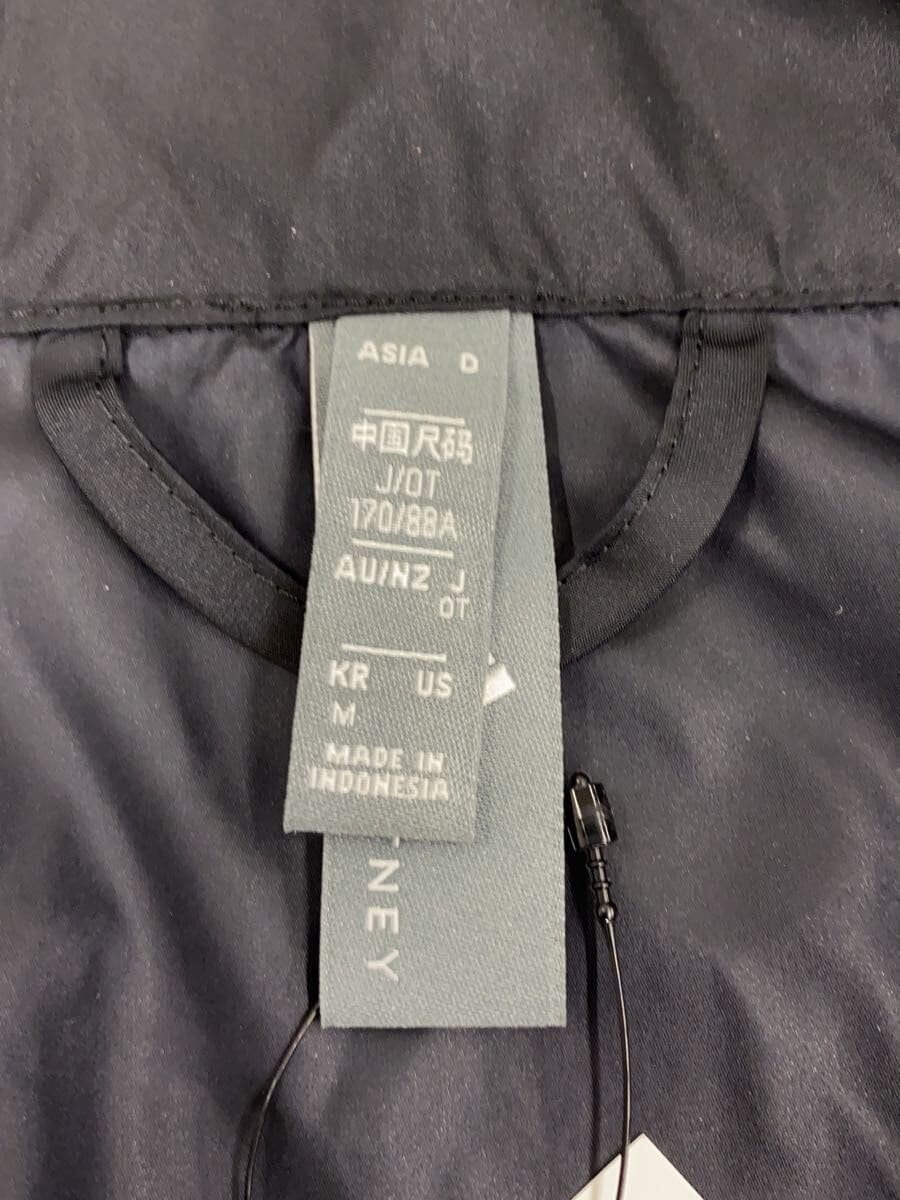 ASIA D
中国尺码
J/OT
170/88A
AU/NZ J
OT
KR US
M
MADE IN
INDONESIA
NEY